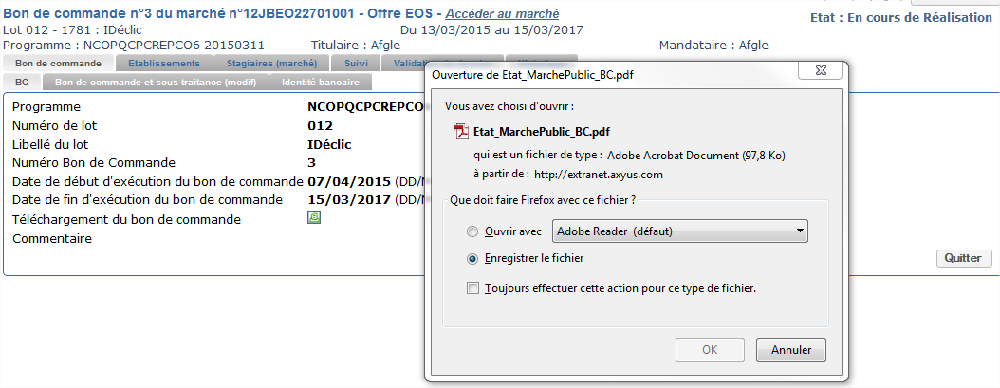 Bon de commande n°3 du marché n°12JBEO22701001 - Offre EOS - Accéder au marché
Etat : En cours de Réalisation
Lot 012 - 1781 : IDéclic
Du 13/03/2015 au 15/03/2017
Programme : NCOPQCPCREPCO6 20150311
Titulaire : Afgle
Mandataire : Afgle
Bon de commande
Etablissements
Stagiaires (marché)
Suivi
BC
Bon de commande et sous-traitance (modif)
Identité bancaire
Programme NCOPQCPCREPCO
Numéro de lot 012
Libellé du lot IDéclic
Numéro Bon de Commande 3
Date de début d'exécution du bon de commande 07/04/2015 (DD/
Date de fin d'exécution du bon de commande 15/03/2017 (DD/
Téléchargement du bon de commande
Commentaire
Quitter
Ouverture de Etat_MarchePublic_BC.pdf
Vous avez choisi d'ouvrir :
Etat_MarchePublic_BC.pdf
qui est un fichier de type : Adobe Acrobat Document (97,8 Ko)
à partir de : http://extranet.axyus.com
Que doit faire Firefox avec ce fichier ?
Ouvrir avec Adobe Reader (défaut)
Enregistrer le fichier
Toujours effectuer cette action pour ce type de fichier.
OK
Annuler